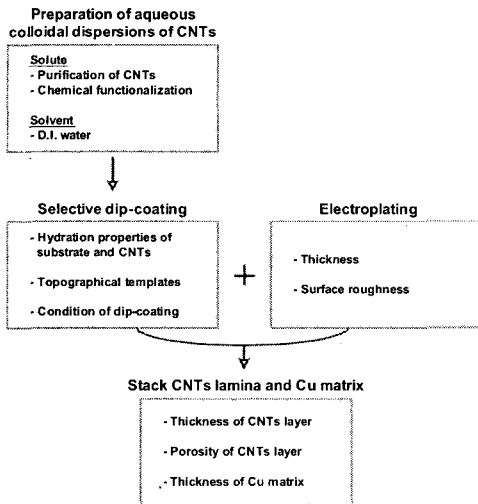 Preparation of aqueous
colloidal dispersions of CNTs
Solute
- Purification of CNTs
- Chemical functionalization
Solvent
- D.I. water
Selective dip-coating
- Hydration properties of
substrate and CNTs
- Topographical templates
- Condition of dip-coating
+
Electroplating
- Thickness
- Surface roughness
Stack CNTs lamina and Cu matrix
- Thickness of CNTs layer
- Porosity of CNTs layer
- Thickness of Cu matrix